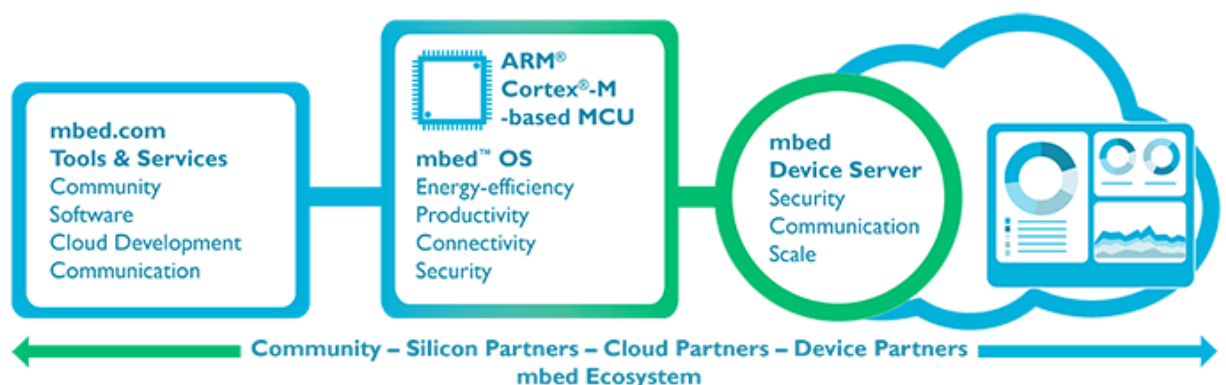 mbed.com
Tools & Services
Community
Software
Cloud Development
Communication
ARM®
Cortex®-M
-based MCU
mbed™ OS
Energy-efficiency
Productivity
Connectivity
Security
mbed
Device Server
Security
Communication
Scale
Community – Silicon Partners – Cloud Partners – Device Partners
mbed Ecosystem